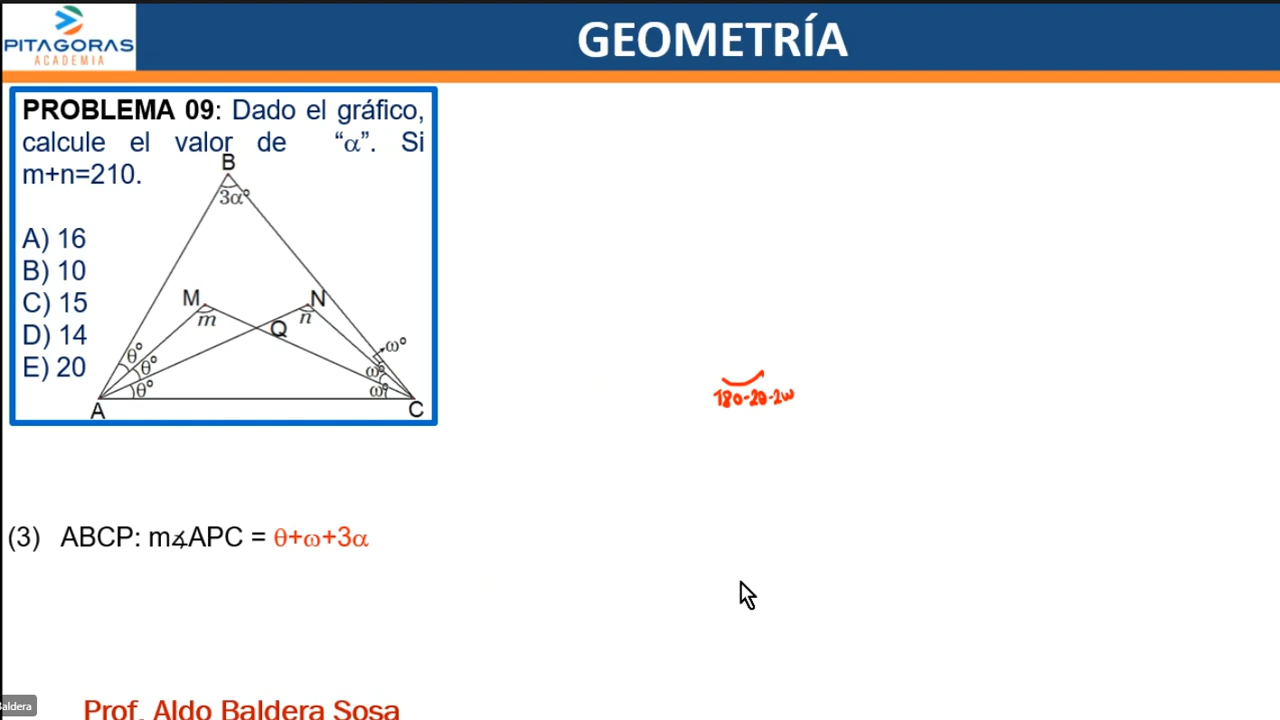 PITAGORAS
ACADEMIA
GEOMETRÍA
PROBLEMA 09: Dado el gráfico,
calcule el valor de “α”. Si
m+n=210.
A) 16
B) 10
C) 15
D) 14
E) 20
B
3α°
M
N
m
n
Q
ω°
θ°
θ°
ω°
θ°
ω°
A
C
180-2θ-2ω
(3) ABCP: m∡APC = θ+ω+3α
Baldera
Prof. Aldo Baldera Sosa